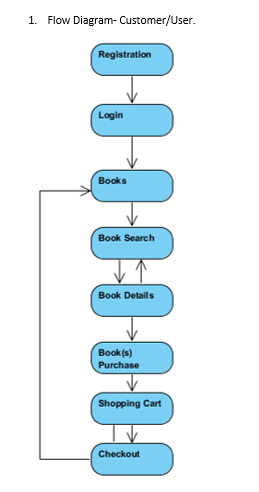 1. Flow Diagram- Customer/User.
Registration
Login
Books
Book Search
Book Details
Book(s)
Purchase
Shopping Cart
Checkout